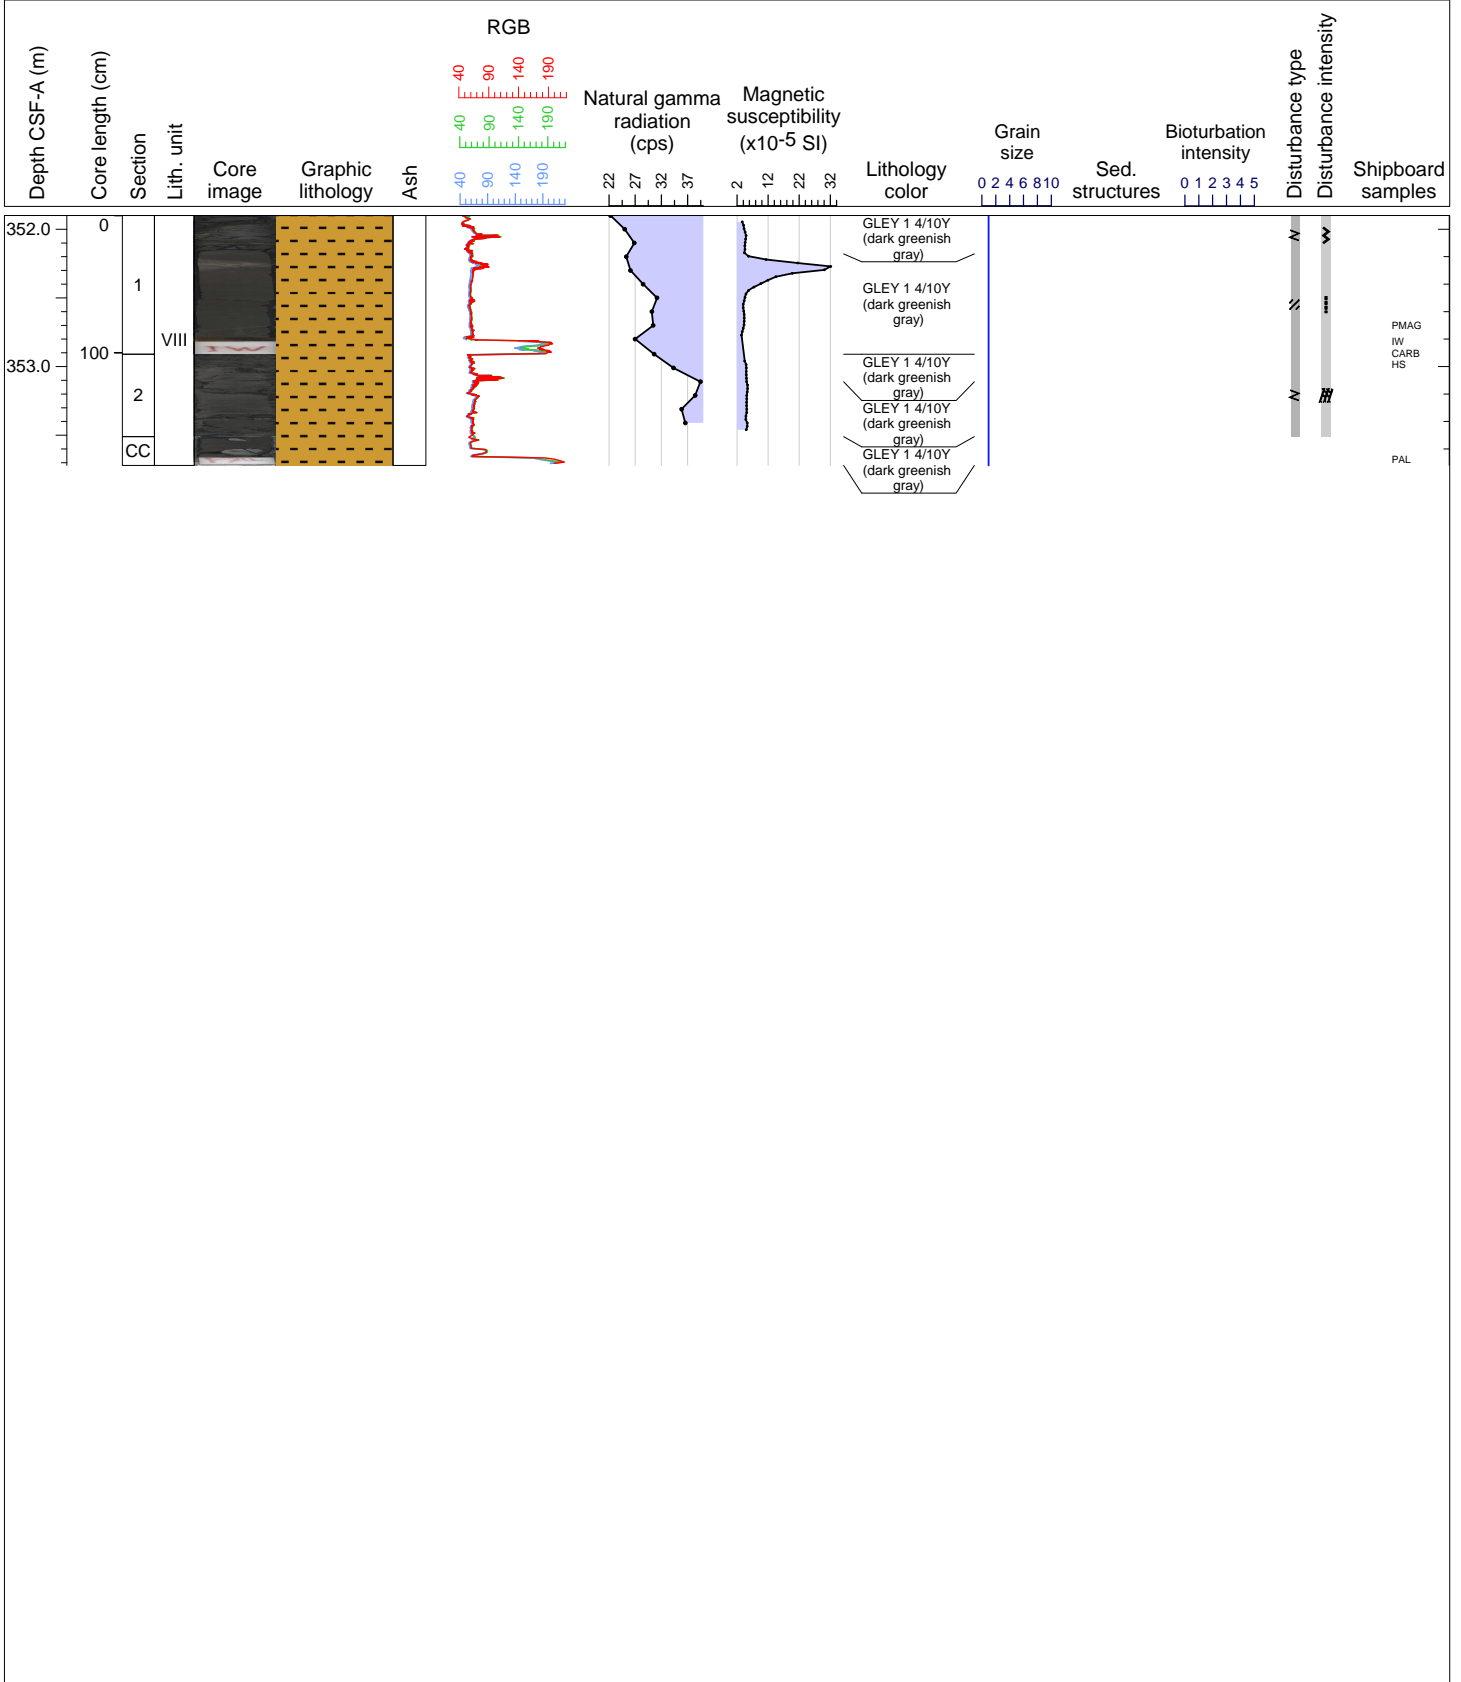 Depth CSF-A (m)
Core length (cm)
Section
Lith. unit
Core
image
Graphic
lithology
Ash
RGB
40 90 140 190
40 90 140 190
40 90 140 190
Natural gamma
radiation
(cps)
22 27 32 37
Magnetic
susceptibility
(x10-5 SI)
2 12 22 32
Lithology
color
Grain
size
0 2 4 6 8 10
Sed.
structures
Bioturbation
intensity
0 1 2 3 4 5
Disturbance type
Disturbance intensity
Shipboard
samples
352.0
353.0
0
100
1
2
CC
VIII
I W
GLEY 1 4/10Y
(dark greenish
gray)
GLEY 1 4/10Y
(dark greenish
gray)
GLEY 1 4/10Y
(dark greenish
gray)
GLEY 1 4/10Y
(dark greenish
gray)
GLEY 1 4/10Y
(dark greenish
gray)
PMAG
IW
CARB
HS
PAL